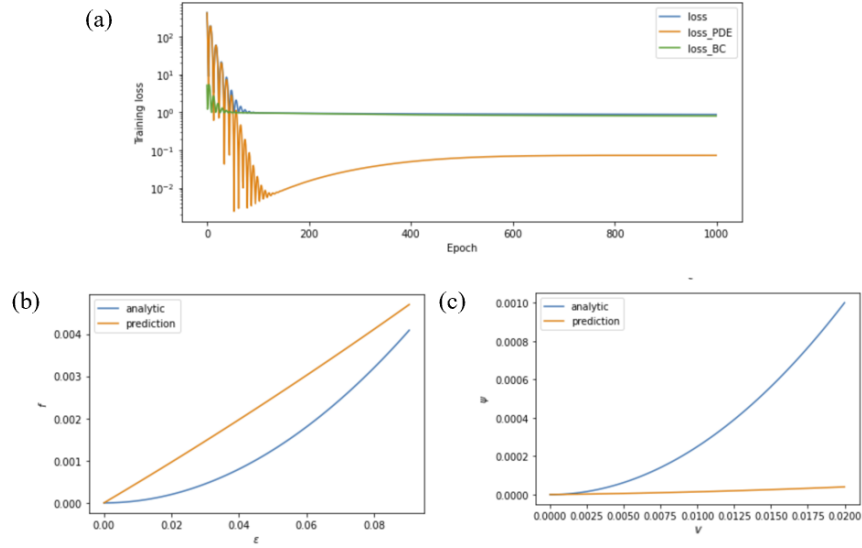 (a)
10²
10¹
10⁰
10⁻¹
10⁻²
Training loss
loss
loss_PDE
loss_BC
0
200
400
600
800
1000
Epoch
(b)
analytic
prediction
0.004
0.003
0.002
0.001
0.000
f
0.00
0.02
0.04
0.06
0.08
ε
(c)
analytic
prediction
0.0010
0.0008
0.0006
0.0004
0.0002
0.0000
ψ
0.0000
0.0025
0.0050
0.0075
0.0100
0.0125
0.0150
0.0175
0.0200
V